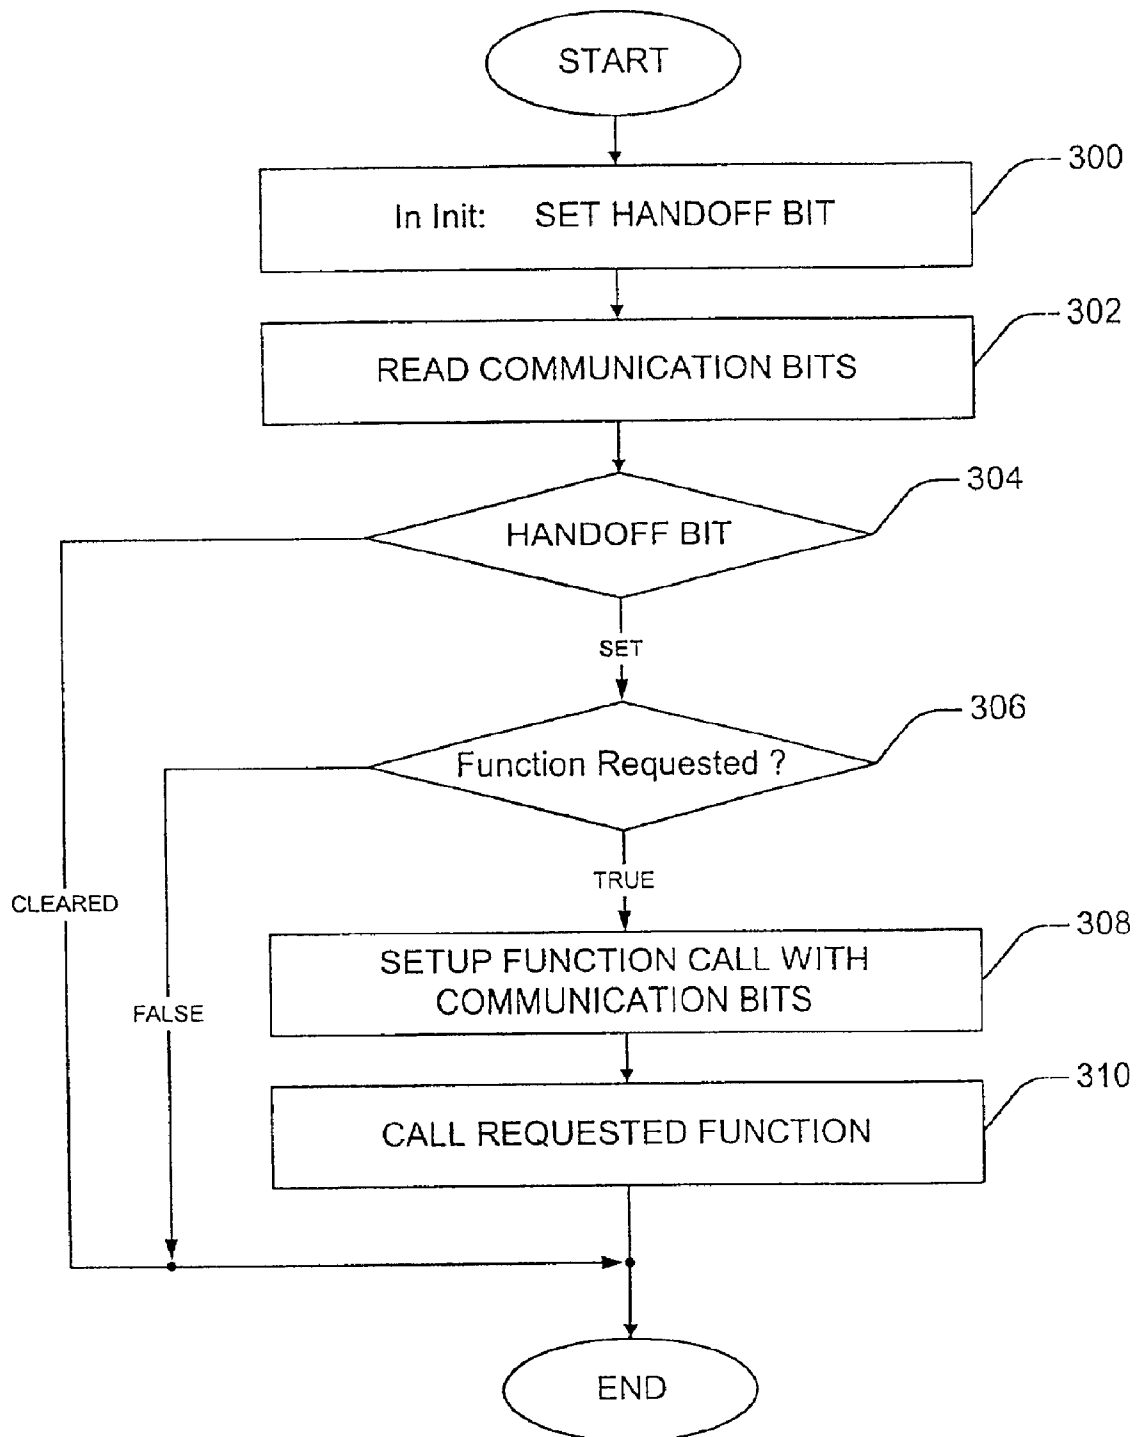 START
300
In Init: SET HANDOFF BIT
302
READ COMMUNICATION BITS
304
HANDOFF BIT
SET
306
Function Requested ?
TRUE
CLEARED
308
SETUP FUNCTION CALL WITH
COMMUNICATION BITS
FALSE
310
CALL REQUESTED FUNCTION
END